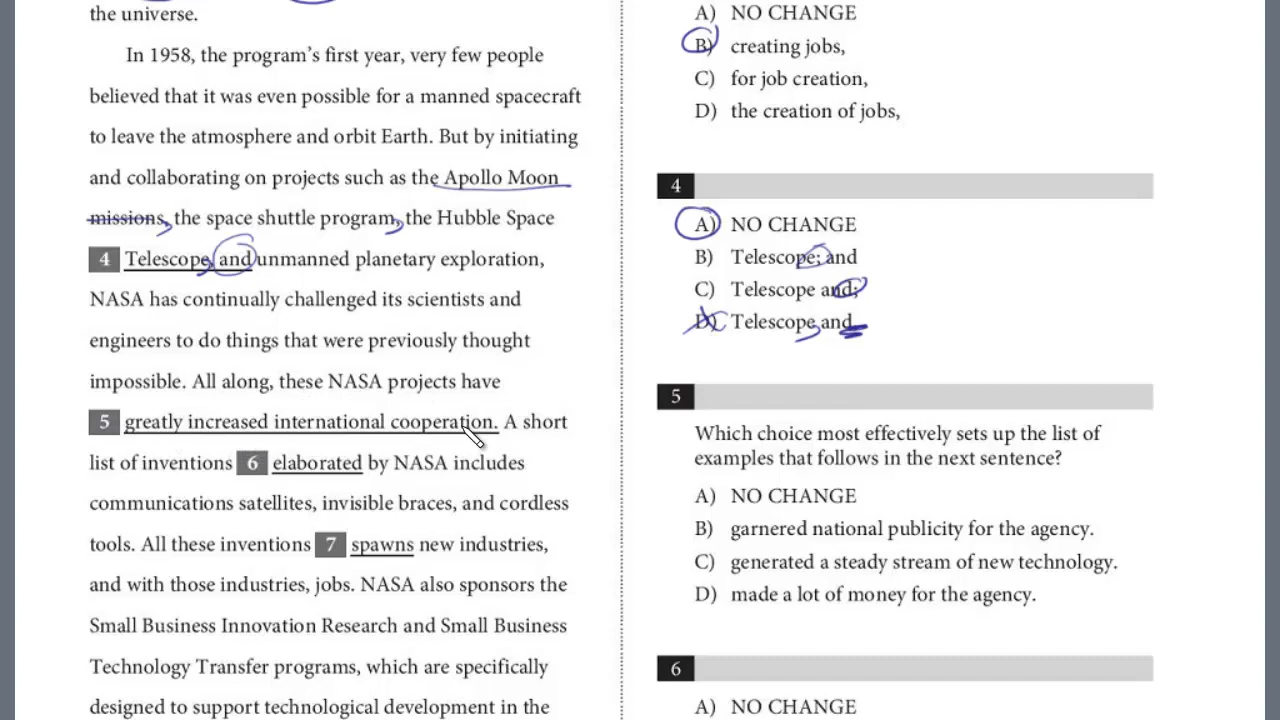 the universe.
In 1958, the program’s first year, very few people
believed that it was even possible for a manned spacecraft
to leave the atmosphere and orbit Earth. But by initiating
and collaborating on projects such as the Apollo Moon
missions, the space shuttle program, the Hubble Space
4 Telescope, and unmanned planetary exploration,
NASA has continually challenged its scientists and
engineers to do things that were previously thought
impossible. All along, these NASA projects have
5 greatly increased international cooperation. A short
list of inventions 6 elaborated by NASA includes
communications satellites, invisible braces, and cordless
tools. All these inventions 7 spawns new industries,
and with those industries, jobs. NASA also sponsors the
Small Business Innovation Research and Small Business
Technology Transfer programs, which are specifically
designed to support technological development in the
A) NO CHANGE
B) creating jobs,
C) for job creation,
D) the creation of jobs,
4
A) NO CHANGE
B) Telescope; and
C) Telescope and;
D) Telescope and
5
Which choice most effectively sets up the list of
examples that follows in the next sentence?
A) NO CHANGE
B) garnered national publicity for the agency.
C) generated a steady stream of new technology.
D) made a lot of money for the agency.
6
A) NO CHANGE